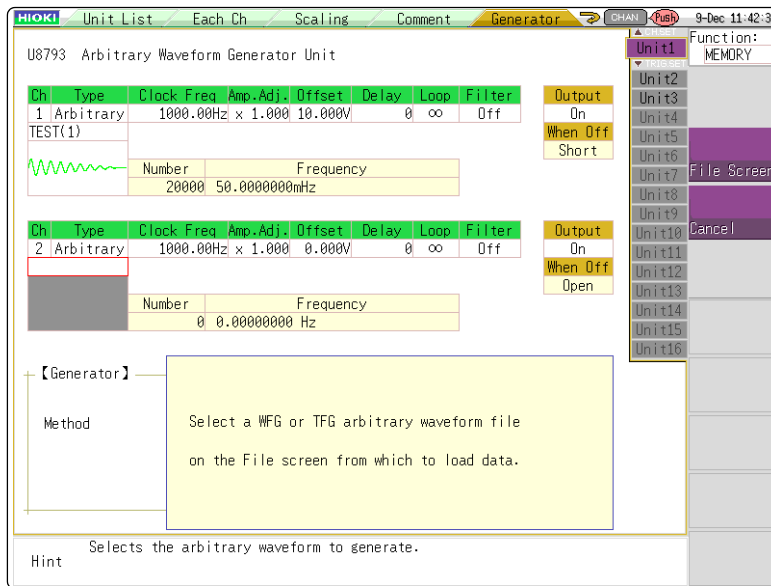 HIOKI Unit List Each Ch Scaling Comment Generator CHAN Push 9-Dec 11:42:3
U8793 Arbitrary Waveform Generator Unit
Ch Type Clock Freq Amp.Adj. Offset Delay Loop Filter Output
1 Arbitrary 1000.00Hz x 1.000 10.000V 0 ∞ Off On
TEST(1) When Off
Short
Number Frequency
20000 50.0000000mHz
Ch Type Clock Freq Amp.Adj. Offset Delay Loop Filter Output
2 Arbitrary 1000.00Hz x 1.000 0.000V 0 ∞ Off On
When Off
Open
Number Frequency
0 0.00000000 Hz
【Generator】
Method
Select a WFG or TFG arbitrary waveform file
on the File screen from which to load data.
Hint Selects the arbitrary waveform to generate.
▲ CH.SET
Unit1
▼ TRIG.SET
Unit2
Unit3
Unit4
Unit5
Unit6
Unit7
Unit8
Unit9
Unit10
Unit11
Unit12
Unit13
Unit14
Unit15
Unit16
Function:
MEMORY
File Screen
Cancel